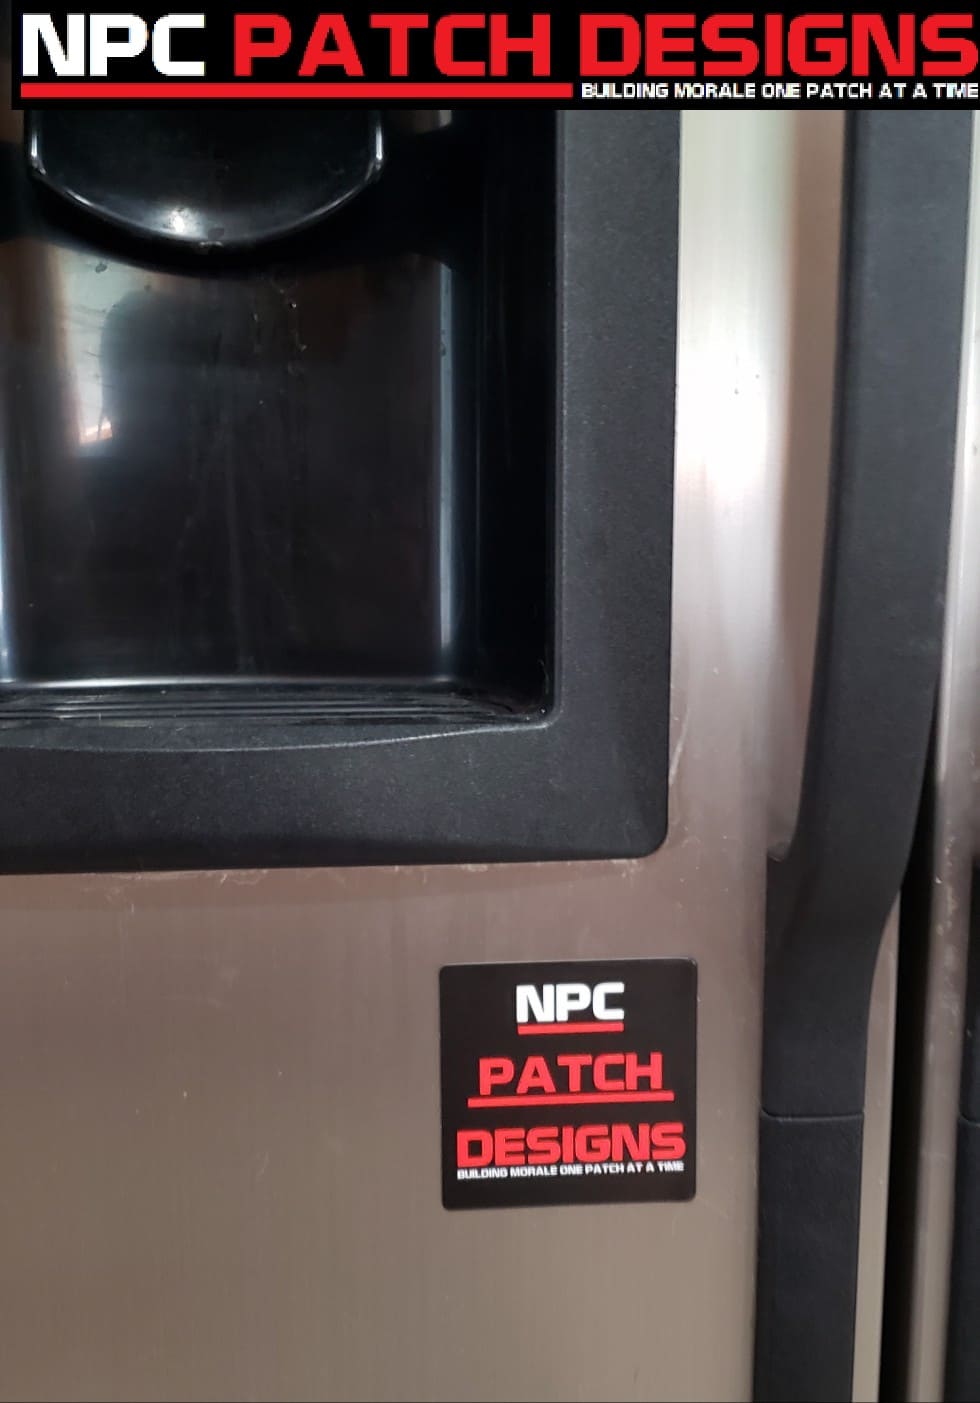 NPC PATCH DESIGNS
BUILDING MORALE ONE PATCH AT A TIME
NPC
PATCH
DESIGNS
BUILDING MORALE ONE PATCH AT A TIME